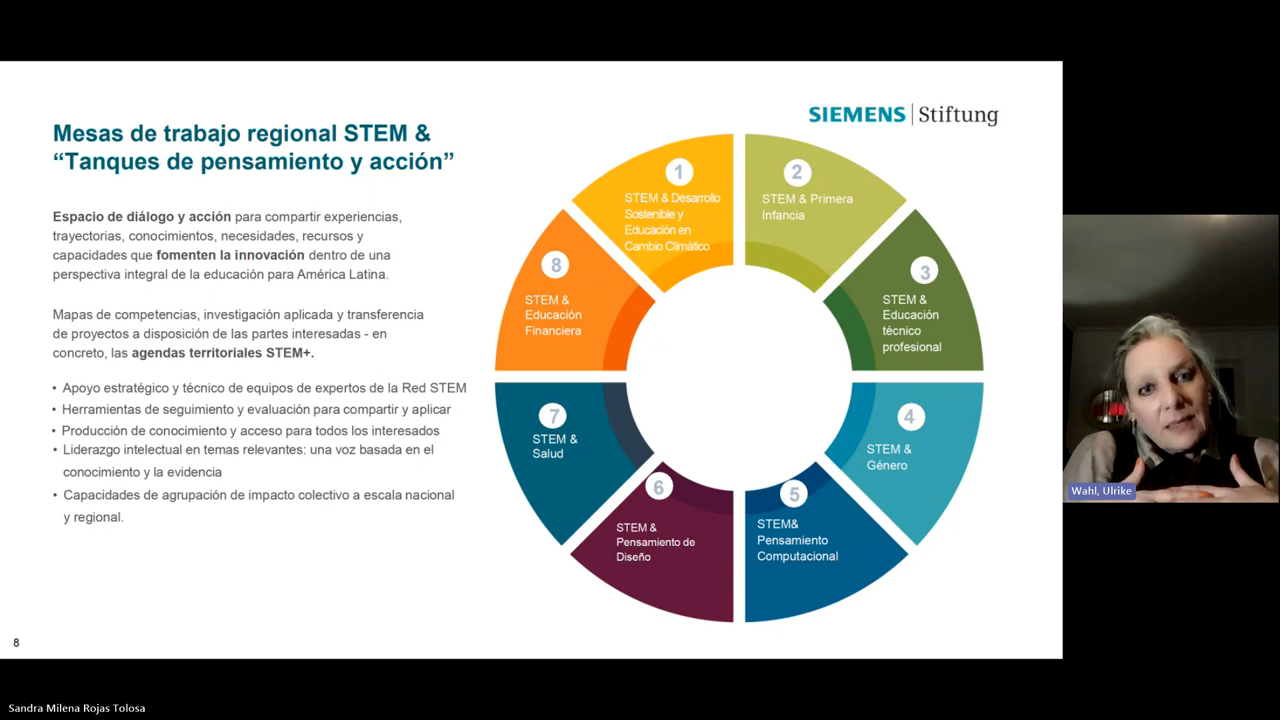 SIEMENS | Stiftung
Mesas de trabajo regional STEM &
“Tanques de pensamiento y acción”
Espacio de diálogo y acción para compartir experiencias,
trayectorias, conocimientos, necesidades, recursos y
capacidades que fomenten la innovación dentro de una
perspectiva integral de la educación para América Latina.
Mapas de competencias, investigación aplicada y transferencia
de proyectos a disposición de las partes interesadas - en
concreto, las agendas territoriales STEM+.
• Apoyo estratégico y técnico de equipos de expertos de la Red STEM
• Herramientas de seguimiento y evaluación para compartir y aplicar
• Producción de conocimiento y acceso para todos los interesados
• Liderazgo intelectual en temas relevantes: una voz basada en el
conocimiento y la evidencia
• Capacidades de agrupación de impacto colectivo a escala nacional
y regional.
1
STEM & Desarrollo
Sostenible y
Educación en
Cambio Climático
2
STEM & Primera
Infancia
3
STEM &
Educación
técnico
profesional
4
STEM &
Género
5
STEM&
Pensamiento
Computacional
6
STEM &
Pensamiento de
Diseño
7
STEM &
Salud
8
STEM &
Educación
Financiera
8
Wahl, Ulrike
Sandra Milena Rojas Tolosa